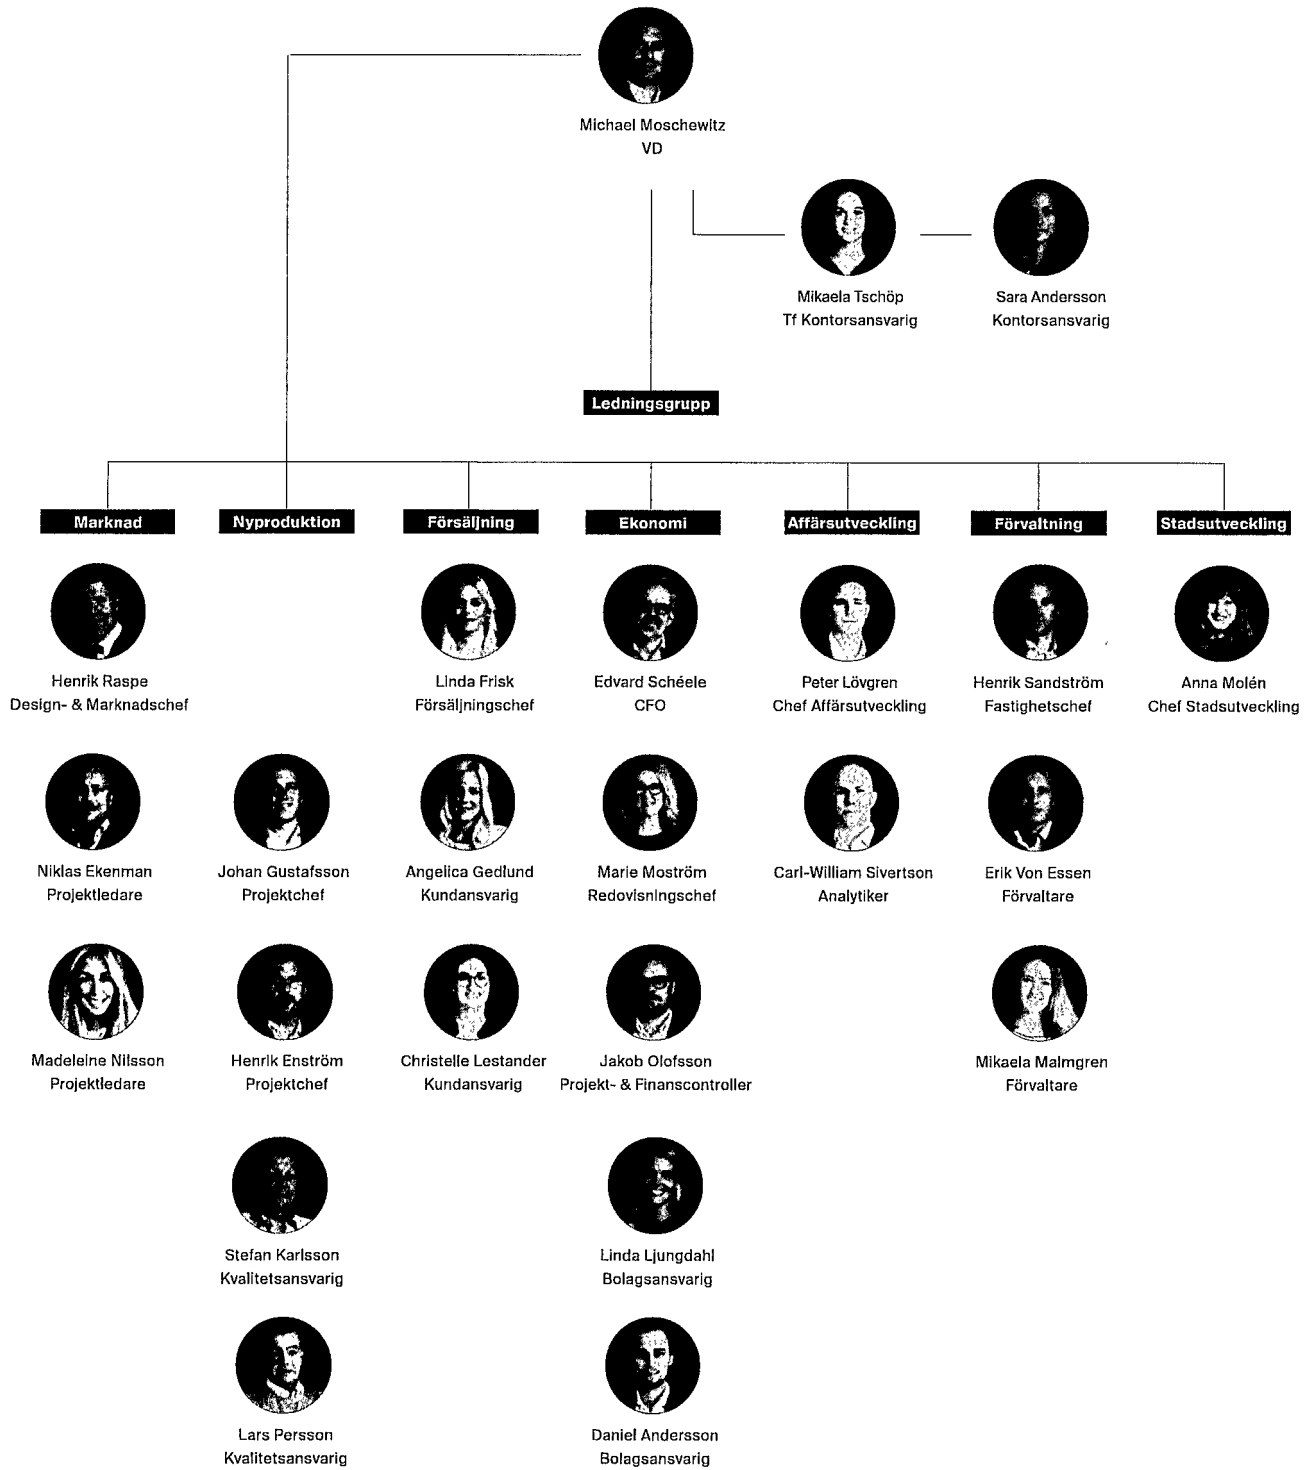 Michael Moschewitz
VD
Mikaela Tschöp
Tf Kontorsansvarig
Sara Andersson
Kontorsansvarig
Ledningsgrupp
Marknad
Nyproduktion
Försäljning
Ekonomi
Affärsutveckling
Förvaltning
Stadsutveckling
Henrik Raspe
Design- & Marknadschef
Linda Frisk
Försäljningschef
Edvard Schéele
CFO
Peter Lövgren
Chef Affärsutveckling
Henrik Sandström
Fastighetschef
Anna Molén
Chef Stadsutveckling
Niklas Ekenman
Projektledare
Johan Gustafsson
Projektchef
Angelica Gedlund
Kundansvarig
Marie Moström
Redovisningschef
Carl-William Sivertson
Analytiker
Erik Von Essen
Förvaltare
Madeleine Nilsson
Projektledare
Henrik Enström
Projektchef
Christelle Lestander
Kundansvarig
Jakob Olofsson
Projekt- & Finanscontroller
Mikaela Malmgren
Förvaltare
Stefan Karlsson
Kvalitetsansvarig
Linda Ljungdahl
Bolagsansvarig
Lars Persson
Kvalitetsansvarig
Daniel Andersson
Bolagsansvarig